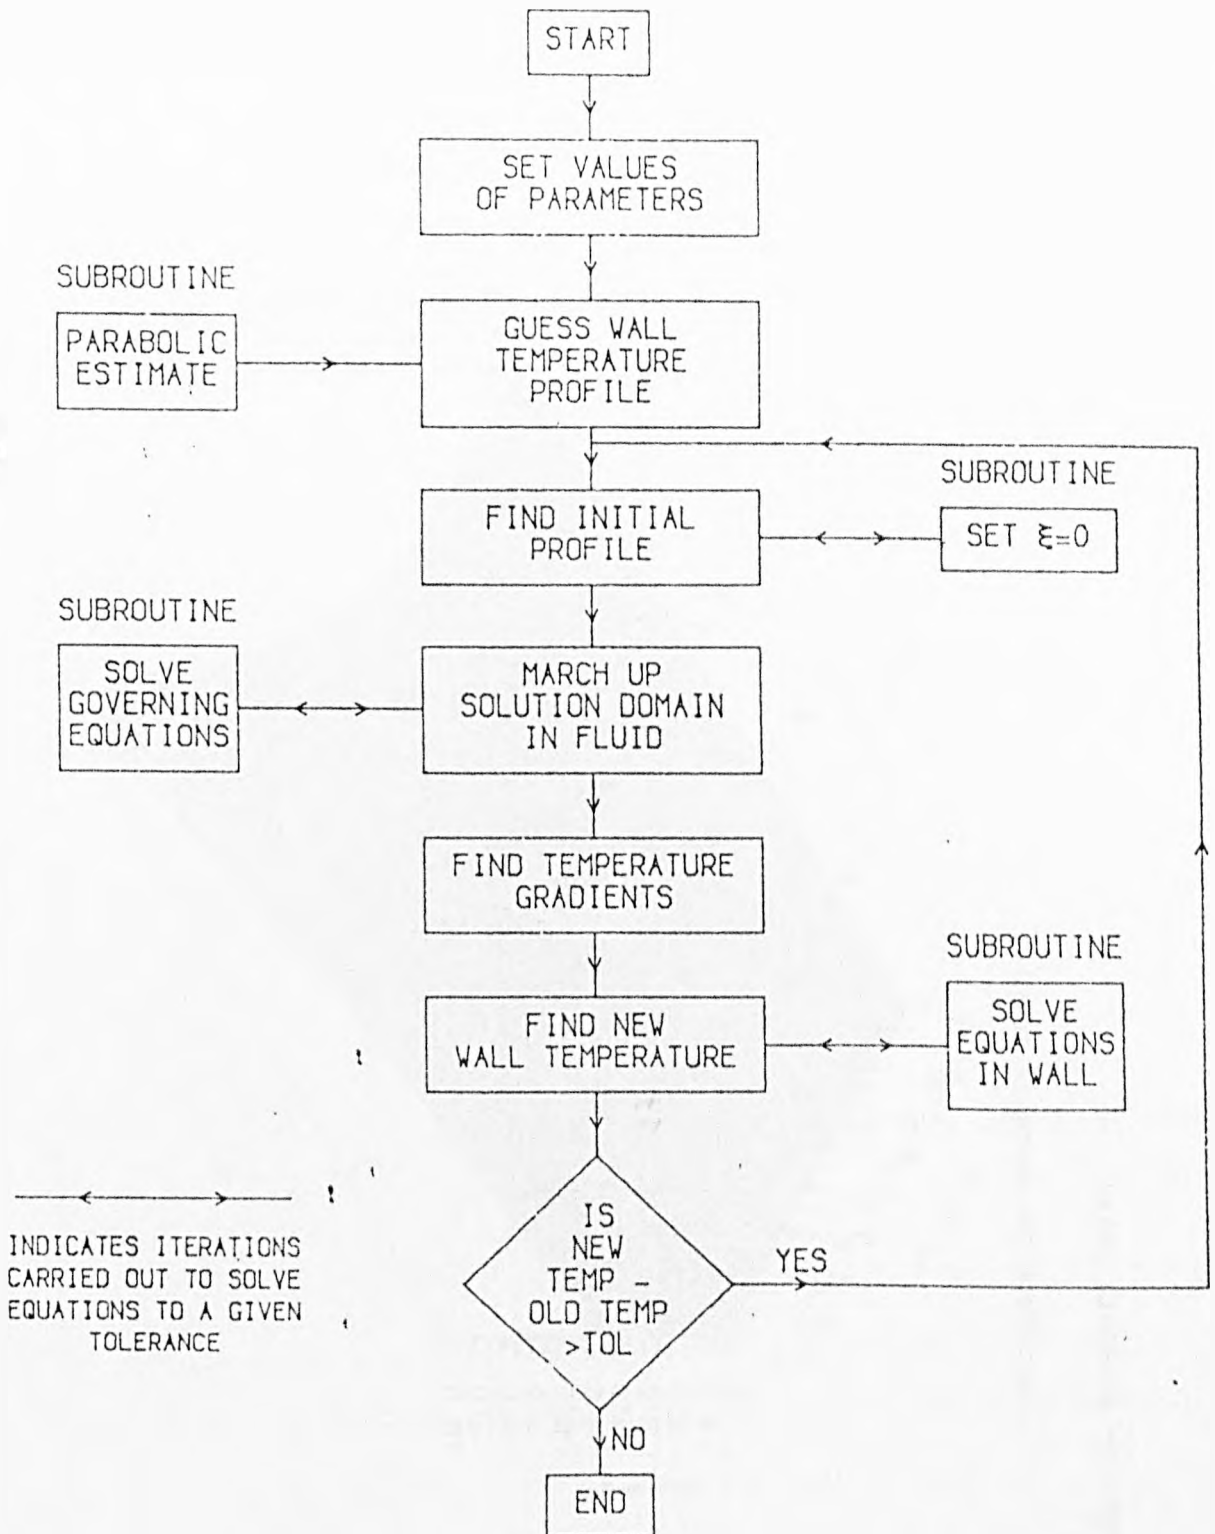 START
SET VALUES
OF PARAMETERS
SUBROUTINE
PARABOLIC
ESTIMATE
GUESS WALL
TEMPERATURE
PROFILE
SUBROUTINE
FIND INITIAL
PROFILE
SET ξ=0
SUBROUTINE
SOLVE
GOVERNING
EQUATIONS
MARCH UP
SOLUTION DOMAIN
IN FLUID
FIND TEMPERATURE
GRADIENTS
SUBROUTINE
FIND NEW
WALL TEMPERATURE
SOLVE
EQUATIONS
IN WALL
IS
NEW
TEMP -
OLD TEMP
>TOL
YES
INDICATES ITERATIONS
CARRIED OUT TO SOLVE
EQUATIONS TO A GIVEN
TOLERANCE
NO
END